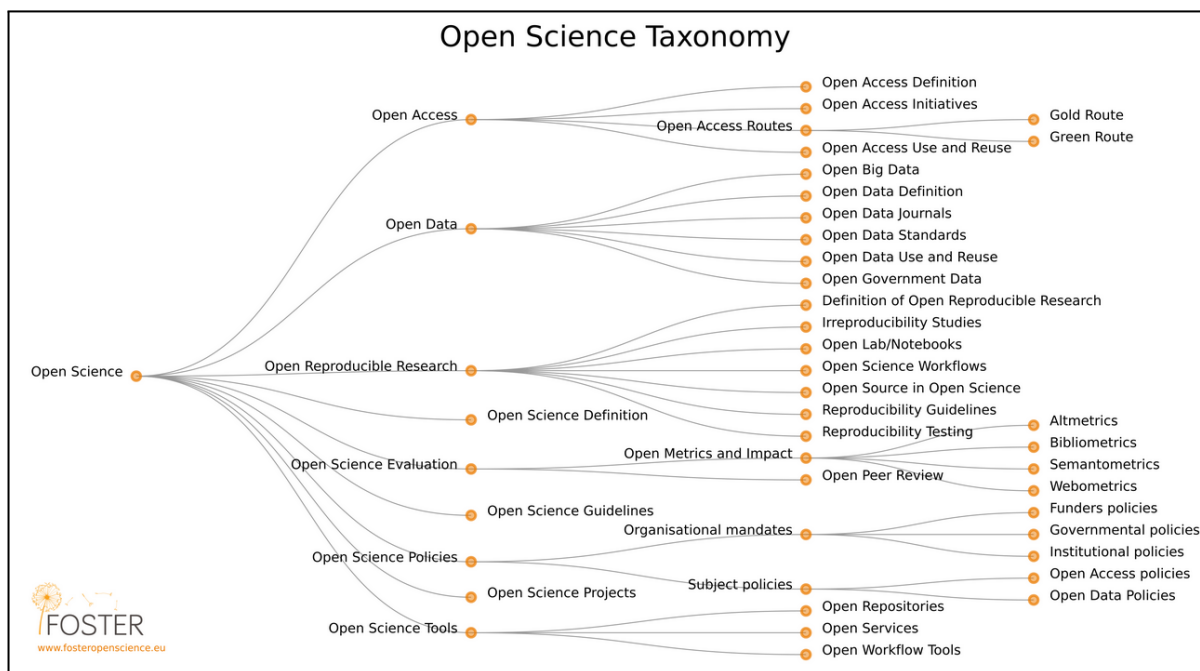 Open Science Taxonomy
Open Science
Open Access
Open Access Definition
Open Access Initiatives
Open Access Routes
Gold Route
Green Route
Open Access Use and Reuse
Open Data
Open Big Data
Open Data Definition
Open Data Journals
Open Data Standards
Open Data Use and Reuse
Open Government Data
Open Reproducible Research
Definition of Open Reproducible Research
Irreproducibility Studies
Open Lab/Notebooks
Open Science Workflows
Open Source in Open Science
Reproducibility Guidelines
Reproducibility Testing
Open Science Definition
Open Science Evaluation
Open Metrics and Impact
Altmetrics
Bibliometrics
Semantometrics
Webometrics
Open Peer Review
Open Science Guidelines
Open Science Policies
Organisational mandates
Funders policies
Governmental policies
Institutional policies
Subject policies
Open Access policies
Open Data Policies
Open Science Projects
Open Science Tools
Open Repositories
Open Services
Open Workflow Tools
FOSTER
www.fosteropenscience.eu